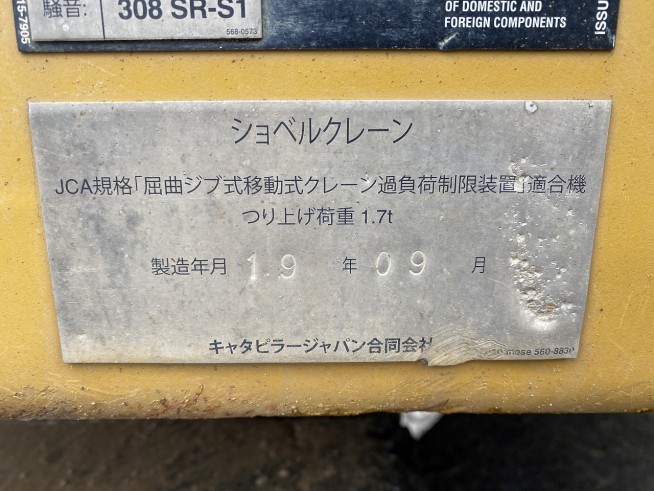 15-7905
騒音: 308 SR-S1
568-0573
OF DOMESTIC AND
FOREIGN COMPONENTS
ISSU
ショベルクレーン
JCA規格「屈曲ジブ式移動式クレーン過負荷制限装置」適合機
つり上げ荷重 1.7t
製造年月 19 年 09 月
キャタピラージャパン合同会社
560-8830